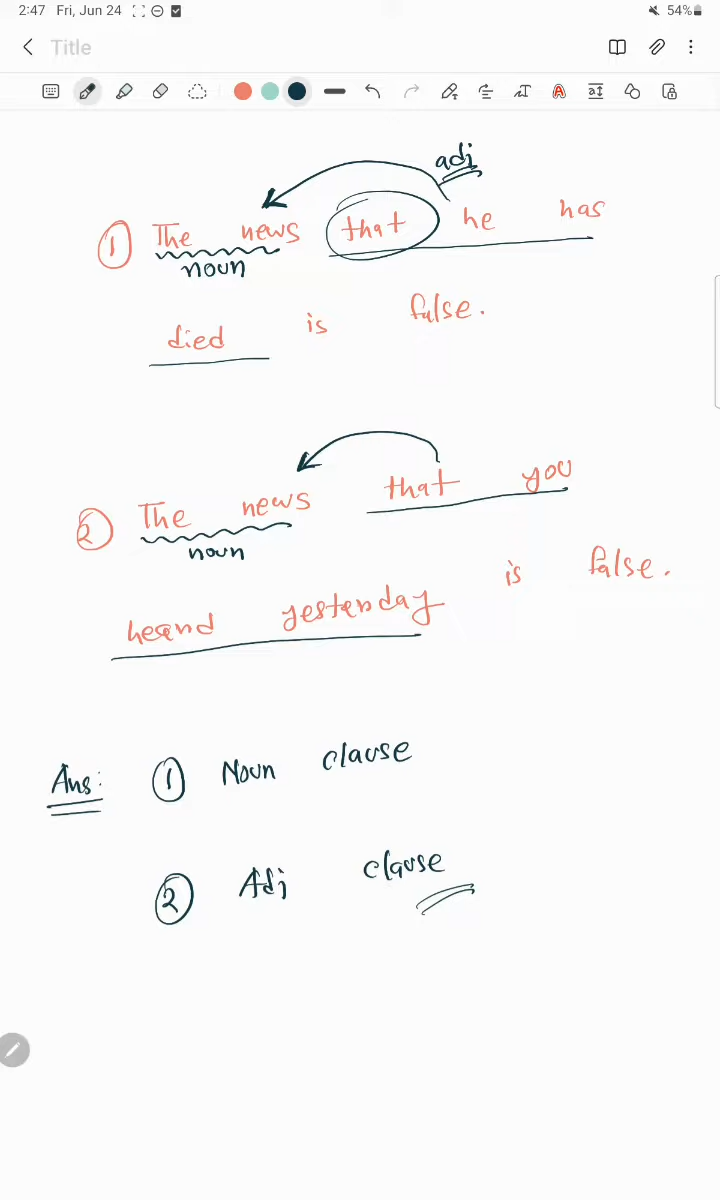 2:47 Fri, Jun 24 54%
Title
adj
① The news that he has
noun
died is false.
② The news that you
noun
heard yesterday is false.
Ans: ① Noun clause
② Adj clause